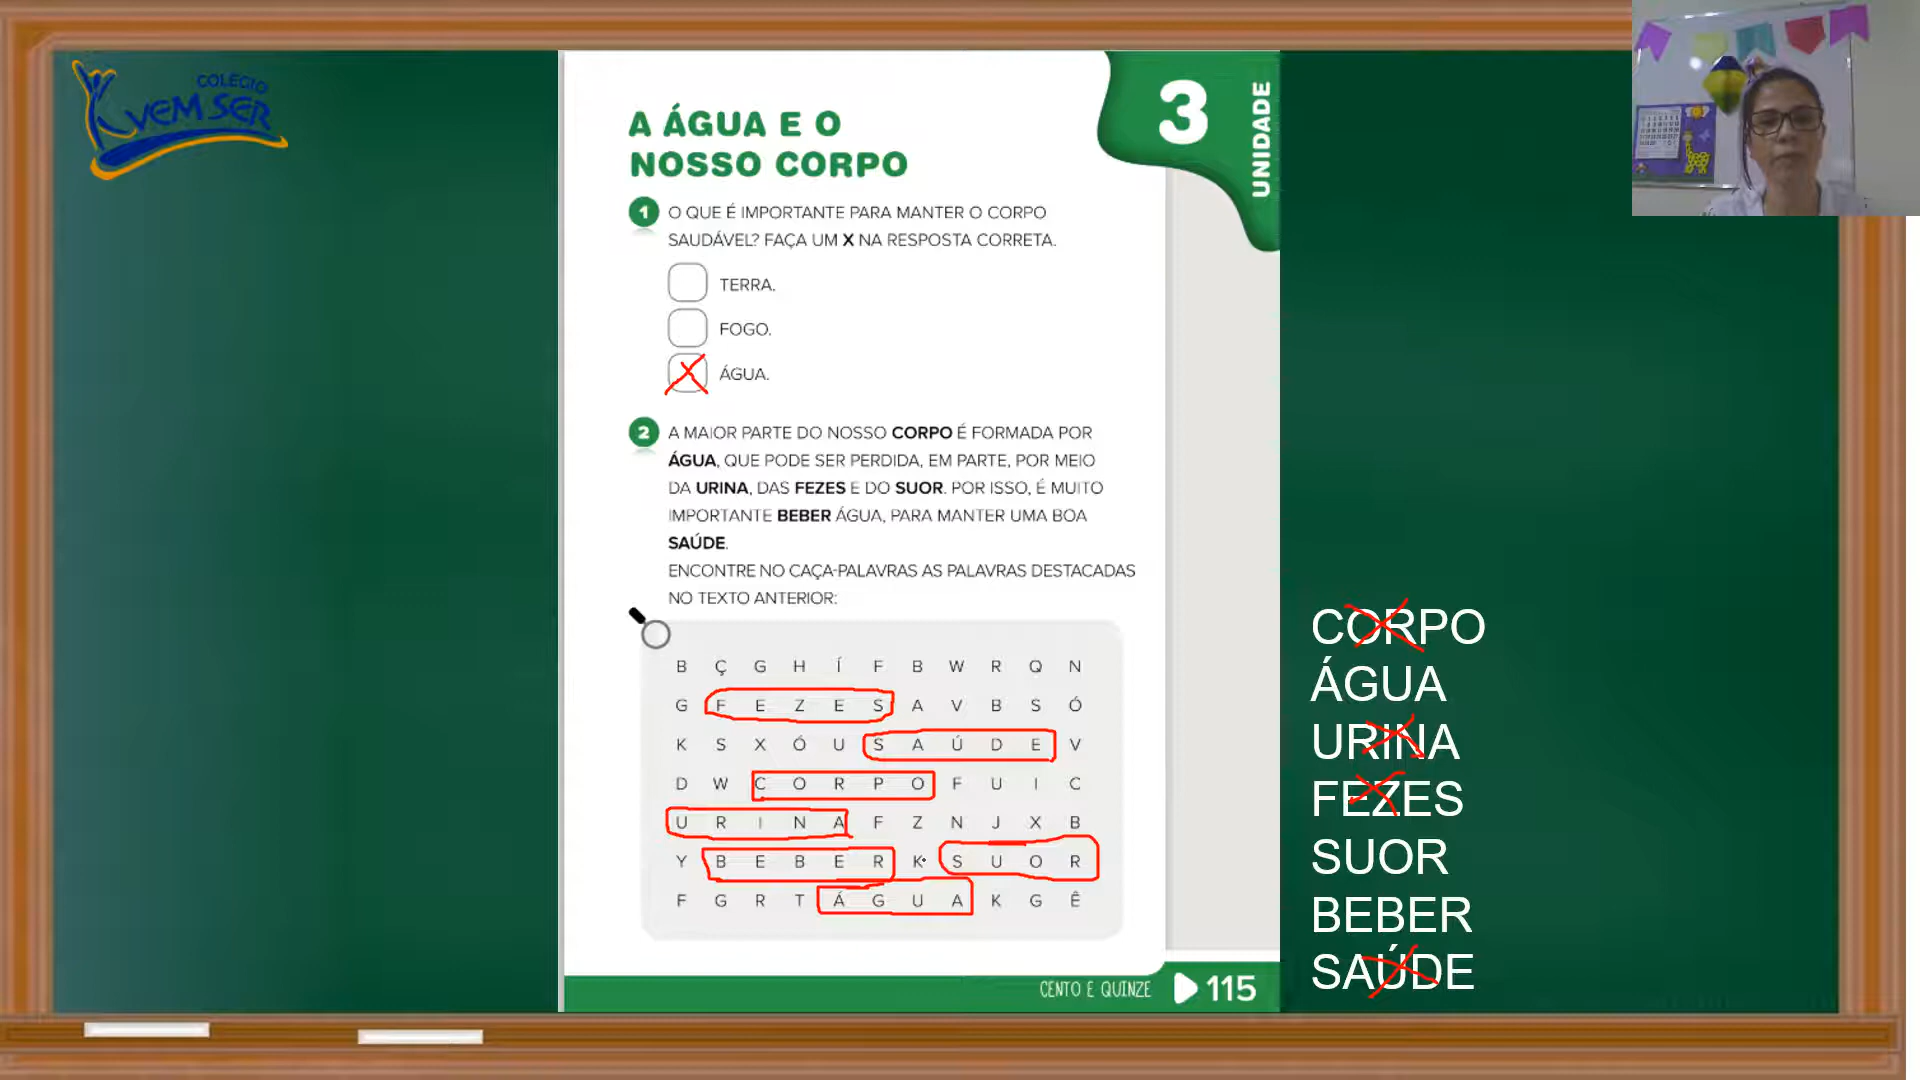 COLÉGIO
VEM SER
A ÁGUA E O
NOSSO CORPO
3
UNIDADE
1 O QUE É IMPORTANTE PARA MANTER O CORPO
SAUDÁVEL? FAÇA UM X NA RESPOSTA CORRETA.
TERRA.
FOGO.
X ÁGUA.
2 A MAIOR PARTE DO NOSSO CORPO É FORMADA POR
ÁGUA, QUE PODE SER PERDIDA, EM PARTE, POR MEIO
DA URINA, DAS FEZES E DO SUOR. POR ISSO, É MUITO
IMPORTANTE BEBER ÁGUA, PARA MANTER UMA BOA
SAÚDE.
ENCONTRE NO CAÇA-PALAVRAS AS PALAVRAS DESTACADAS
NO TEXTO ANTERIOR:
B Ç G H Í F B W R Q N
G F E Z E S A V B S Ó
K S X Ó U S A Ú D E V
D W C O R P O F U I C
U R I N A F Z N J X B
Y B E B E R K S U O R
F G R T Á G U A K G Ê
CENTO E QUINZE 115
CORPO
ÁGUA
URINA
FEZES
SUOR
BEBER
SAÚDE